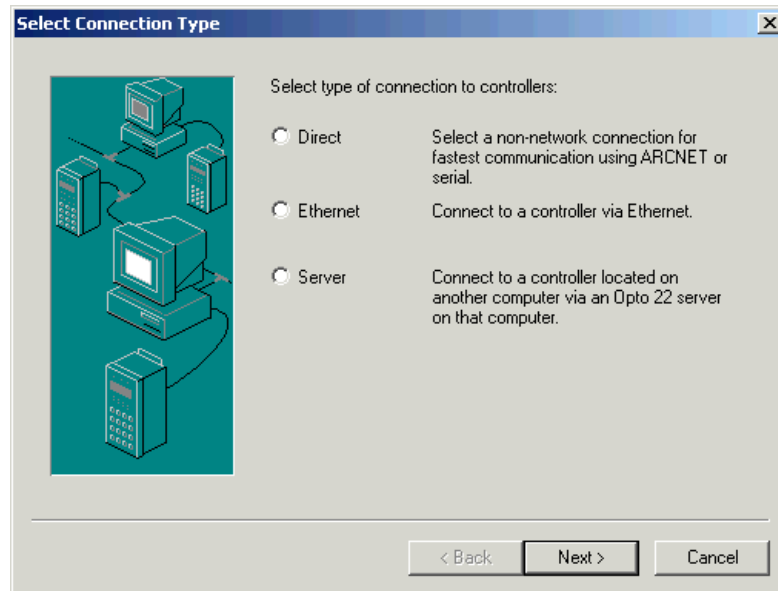 Select Connection Type
Select type of connection to controllers:
Direct
Select a non-network connection for
fastest communication using ARCNET or
serial.
Ethernet
Connect to a controller via Ethernet.
Server
Connect to a controller located on
another computer via an Opto 22 server
on that computer.
< Back
Next >
Cancel